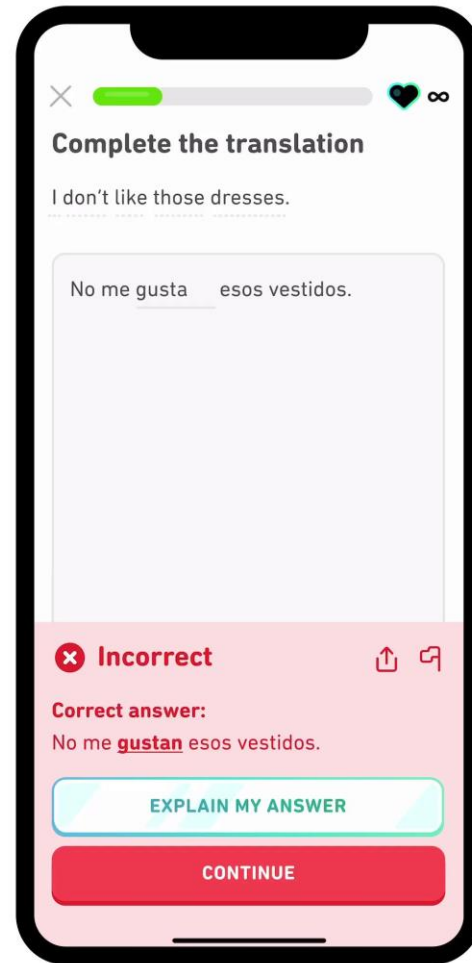 ∞
Complete the translation
I don't like those dresses.
No me gusta esos vestidos.
Incorrect
Correct answer:
No me gustan esos vestidos.
EXPLAIN MY ANSWER
CONTINUE